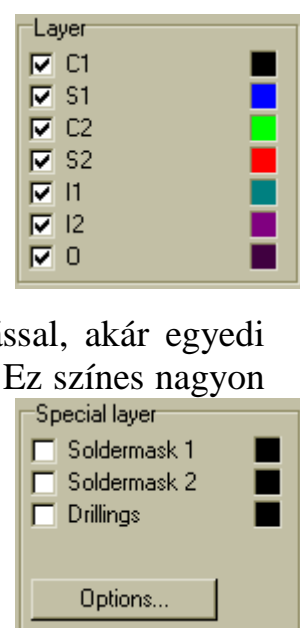 Layer
C1
S1
C2
S2
I1
I2
O
ással, akár egyedi
Ez színes nagyon
Special layer
Soldermask 1
Soldermask 2
Drillings
Options...